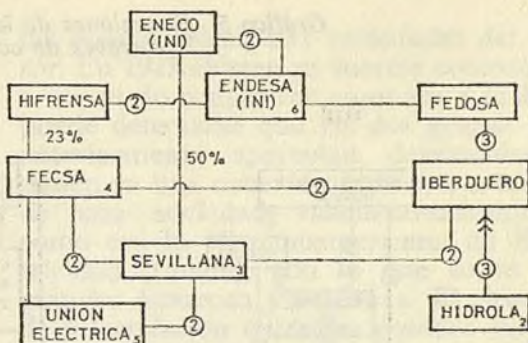 ENECO
(INI)
2
HIFRENSA
2
ENDESA
(INI) 6
FEDOSA
23%
50%
3
FECSA 4
2
IBERDUERO 1
2
SEVILLANA 3
2
3
2
UNION
ELECTRICA 5
HIDROLA 2